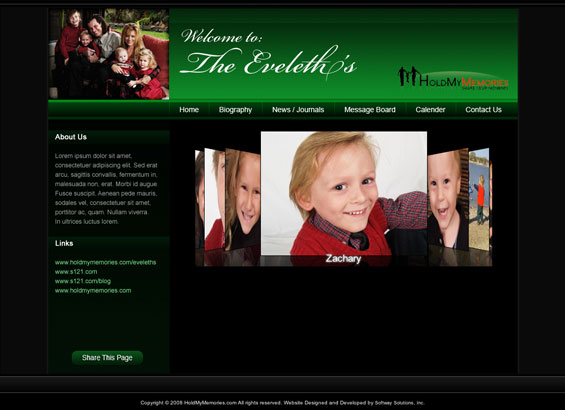 Welcome to:
The Eveleth's
HOLDMYMEMORIES
Home Biography News / Journals Message Board Calender Contact Us
About Us
Lorem ipsum dolor sit amet,
consectetuer adipiscing elit. Sed erat
arcu, sagittis convallis, fermentum in,
malesuada non, erat. Morbi id augue.
Fusce suscipit. Aenean pede mauris,
sodales vel, consectetuer sit amet,
porttitor ac, quam. Nullam viverra.
In ultrices luctus lorem.
Zachary
Links
www.holdmymemories.com/eveleths
www.s121.com
www.s121.com/blog
www.holdmymemories.com
Share This Page
Copyright © 2008 HoldMyMemories.com All rights reserved. Website Designed and Developed by Softway Solutions, Inc.